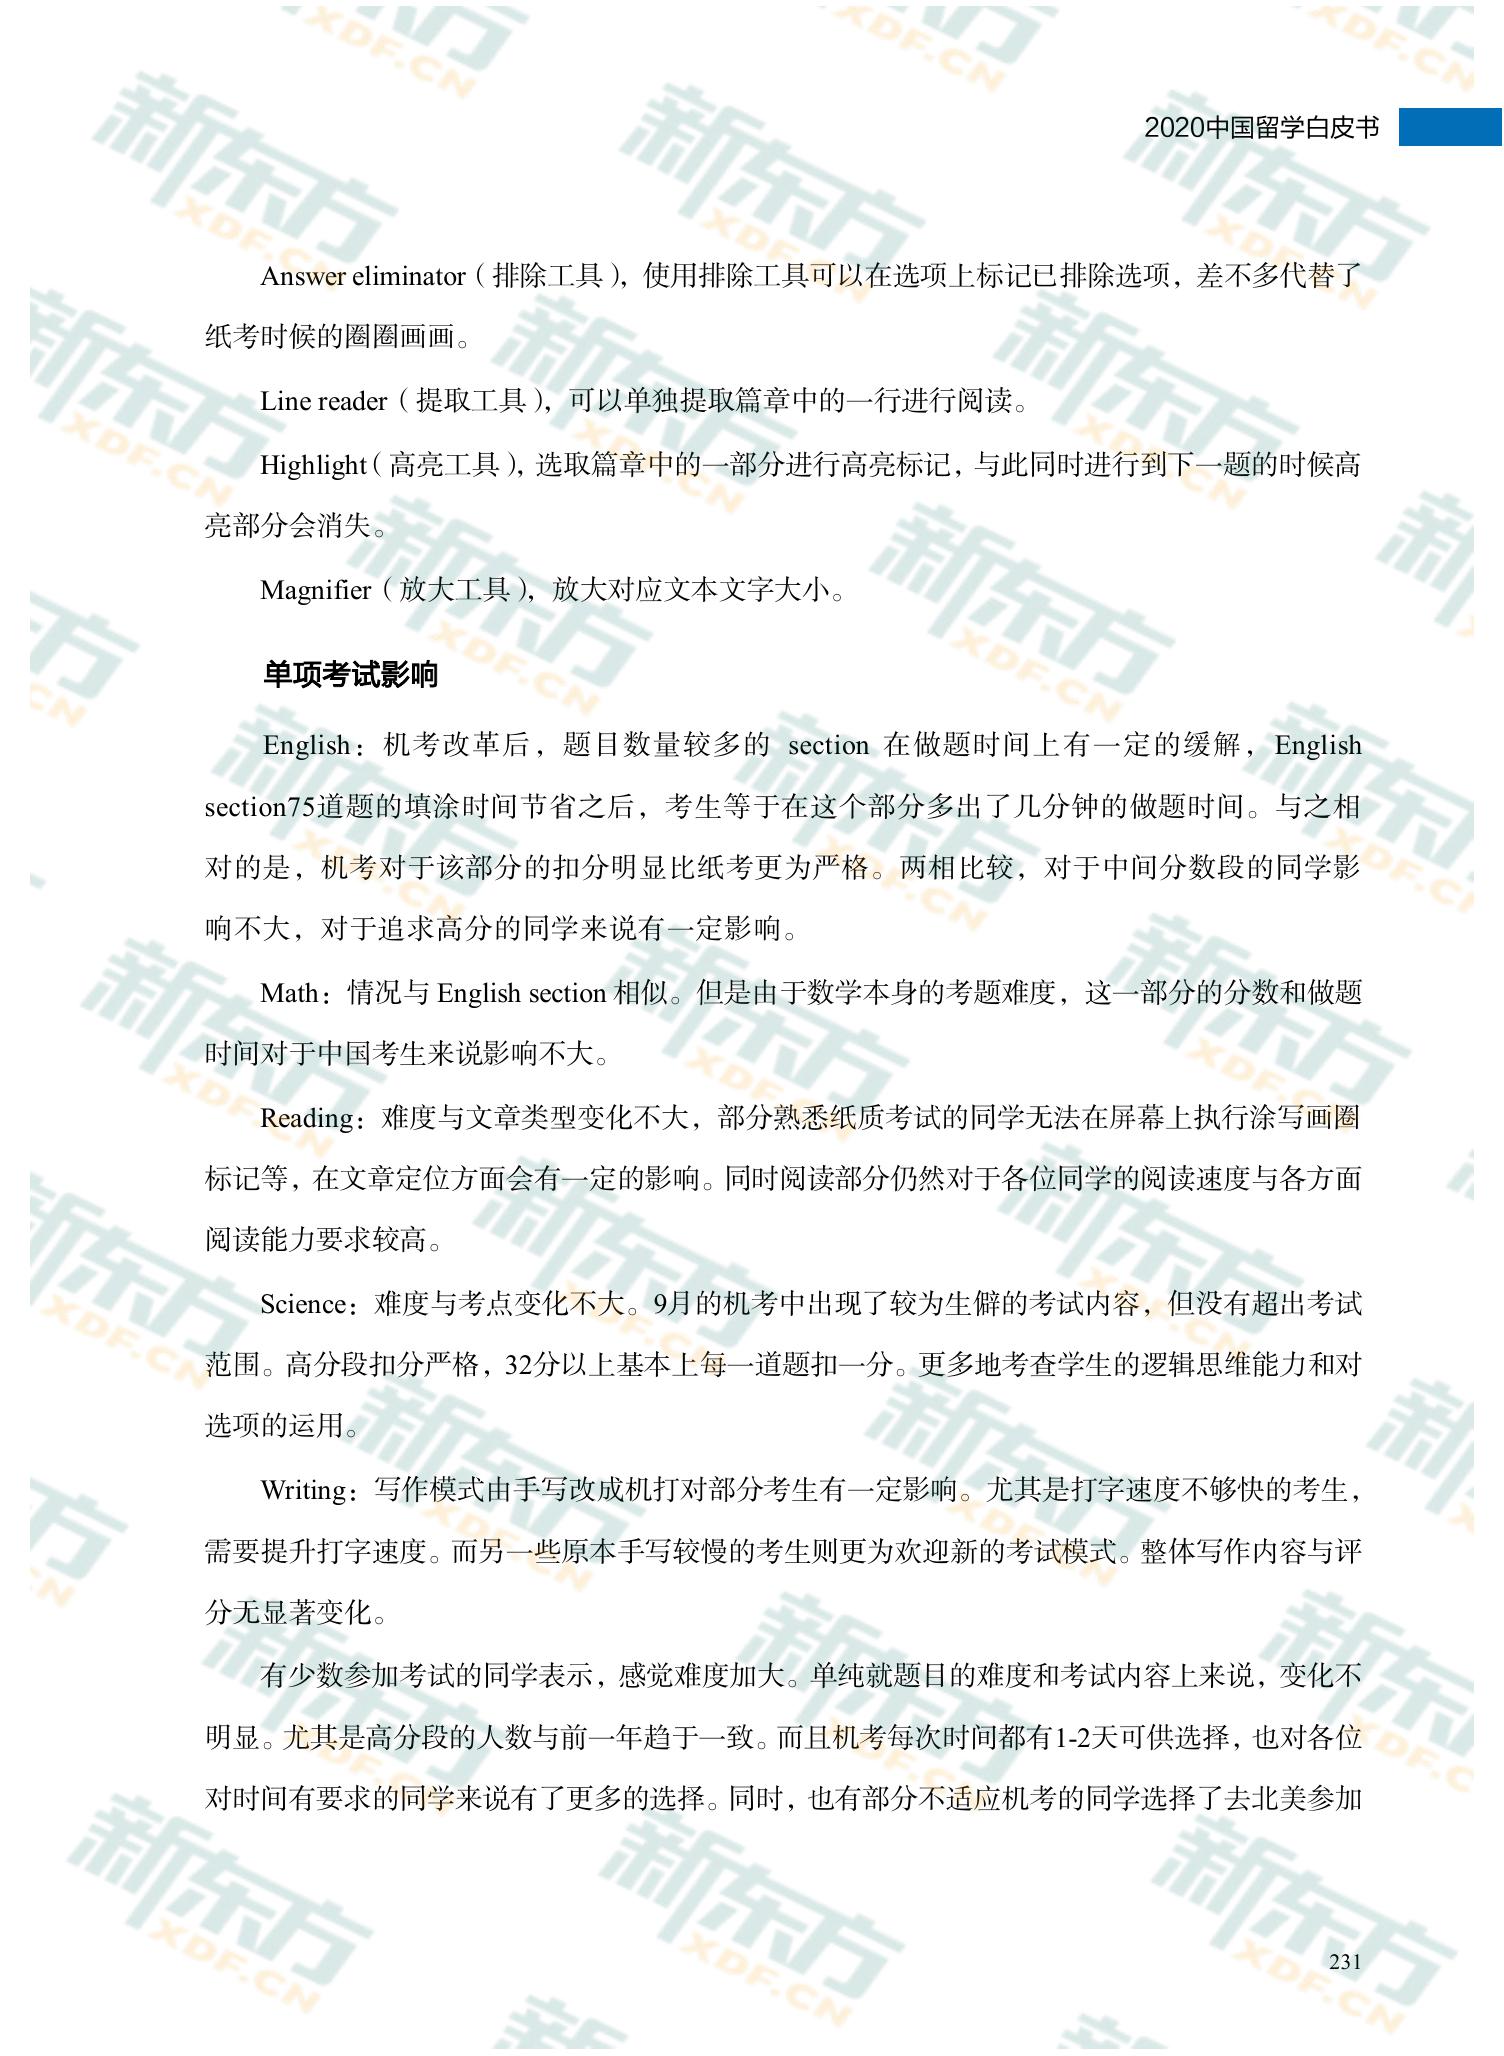 2020中国留学白皮书
Answer eliminator（排除工具），使用排除工具可以在选项上标记已排除选项，差不多代替了
纸考时候的圈圈画画。
Line reader（提取工具），可以单独提取篇章中的一行进行阅读。
Highlight（高亮工具），选取篇章中的一部分进行高亮标记，与此同时进行到下一题的时候高
亮部分会消失。
Magnifier（放大工具），放大对应文本文字大小。
单项考试影响
English：机考改革后，题目数量较多的 section 在做题时间上有一定的缓解，English
section75道题的填涂时间节省之后，考生等于在这个部分多出了几分钟的做题时间。与之相
对的是，机考对于该部分的扣分明显比纸考更为严格。两相比较，对于中间分数段的同学影
响不大，对于追求高分的同学来说有一定影响。
Math：情况与 English section 相似。但是由于数学本身的考题难度，这一部分的分数和做题
时间对于中国考生来说影响不大。
Reading：难度与文章类型变化不大，部分熟悉纸质考试的同学无法在屏幕上执行涂写画圈
标记等，在文章定位方面会有一定的影响。同时阅读部分仍然对于各位同学的阅读速度与各方面
阅读能力要求较高。
Science：难度与考点变化不大。9月的机考中出现了较为生僻的考试内容，但没有超出考试
范围。高分段扣分严格，32分以上基本上每一道题扣一分。更多地考查学生的逻辑思维能力和对
选项的运用。
Writing：写作模式由手写改成机打对部分考生有一定影响。尤其是打字速度不够快的考生，
需要提升打字速度。而另一些原本手写较慢的考生则更为欢迎新的考试模式。整体写作内容与评
分无显著变化。
有少数参加考试的同学表示，感觉难度加大。单纯就题目的难度和考试内容上来说，变化不
明显。尤其是高分段的人数与前一年趋于一致。而且机考每次时间都有1-2天可供选择，也对各位
对时间有要求的同学来说有了更多的选择。同时，也有部分不适应机考的同学选择了去北美参加
231
新东方
XDF.CN